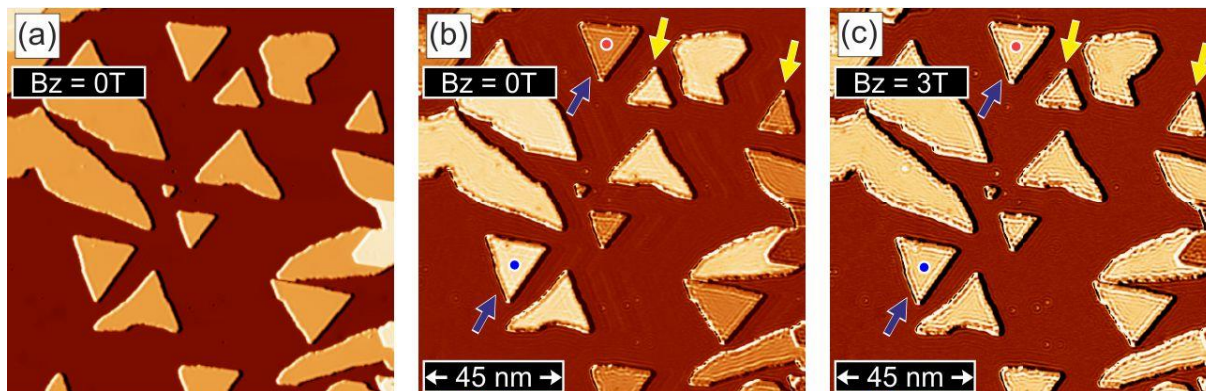 (a)
Bz = 0T
(b)
Bz = 0T
45 nm
(c)
Bz = 3T
45 nm